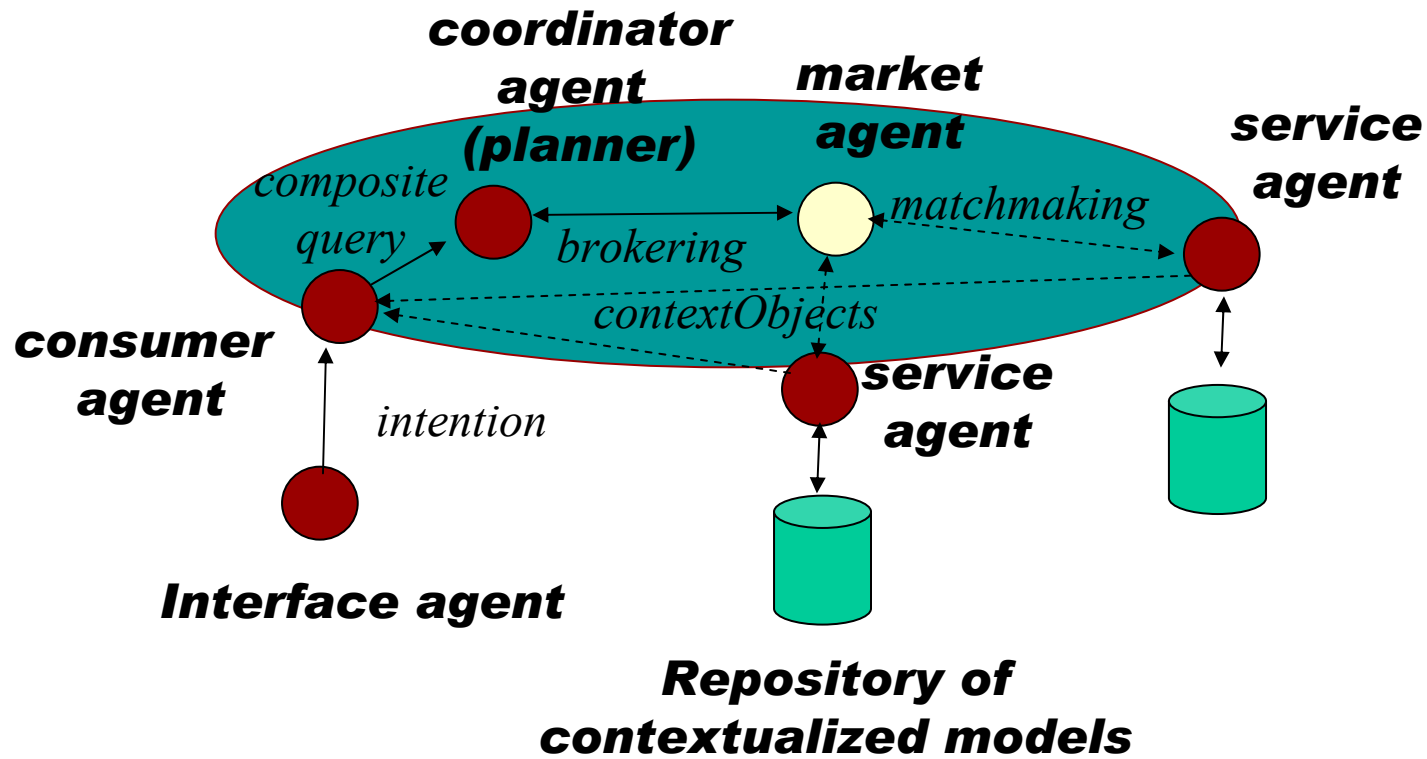 coordinator
agent
(planner)
market
agent
service
agent
composite
query
brokering
matchmaking
contextObjects
consumer
agent
service
agent
intention
Interface agent
Repository of
contextualized models